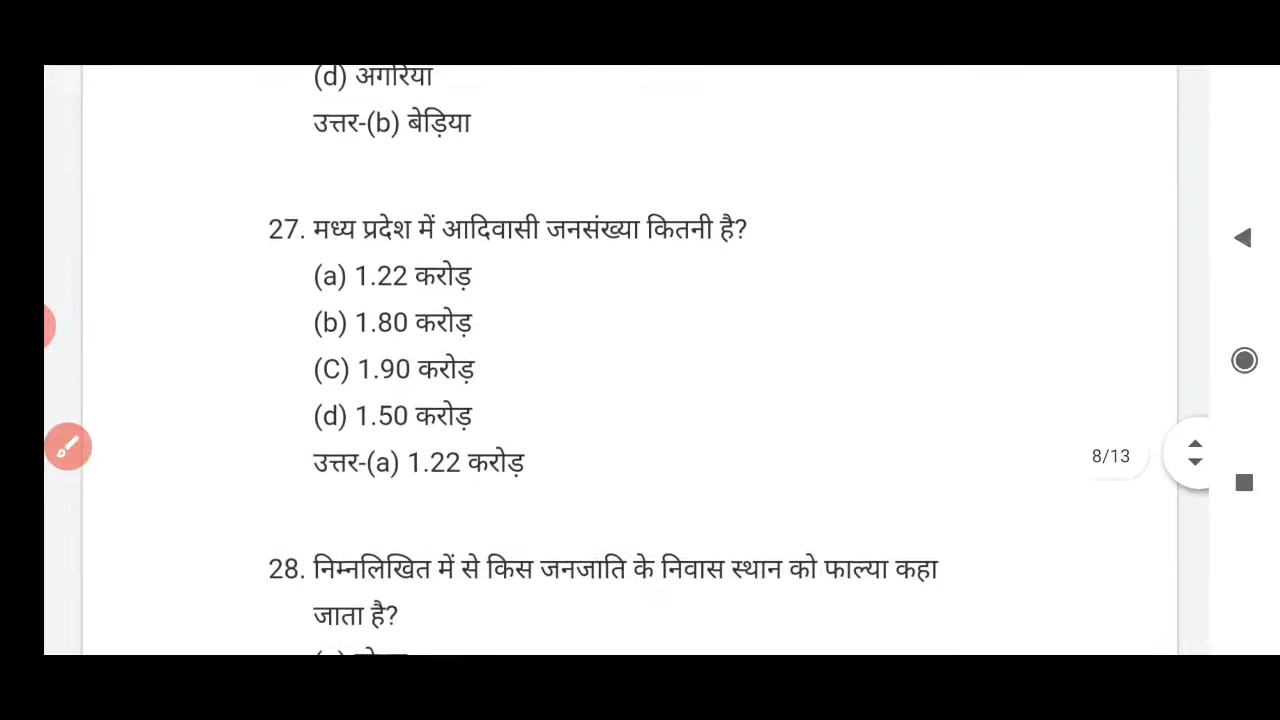 (d) अगरिया
उत्तर-(b) बेड़िया
27. मध्य प्रदेश में आदिवासी जनसंख्या कितनी है?
(a) 1.22 करोड़
(b) 1.80 करोड़
(C) 1.90 करोड़
(d) 1.50 करोड़
उत्तर-(a) 1.22 करोड़
8/13
28. निम्नलिखित में से किस जनजाति के निवास स्थान को फाल्या कहा
जाता है?